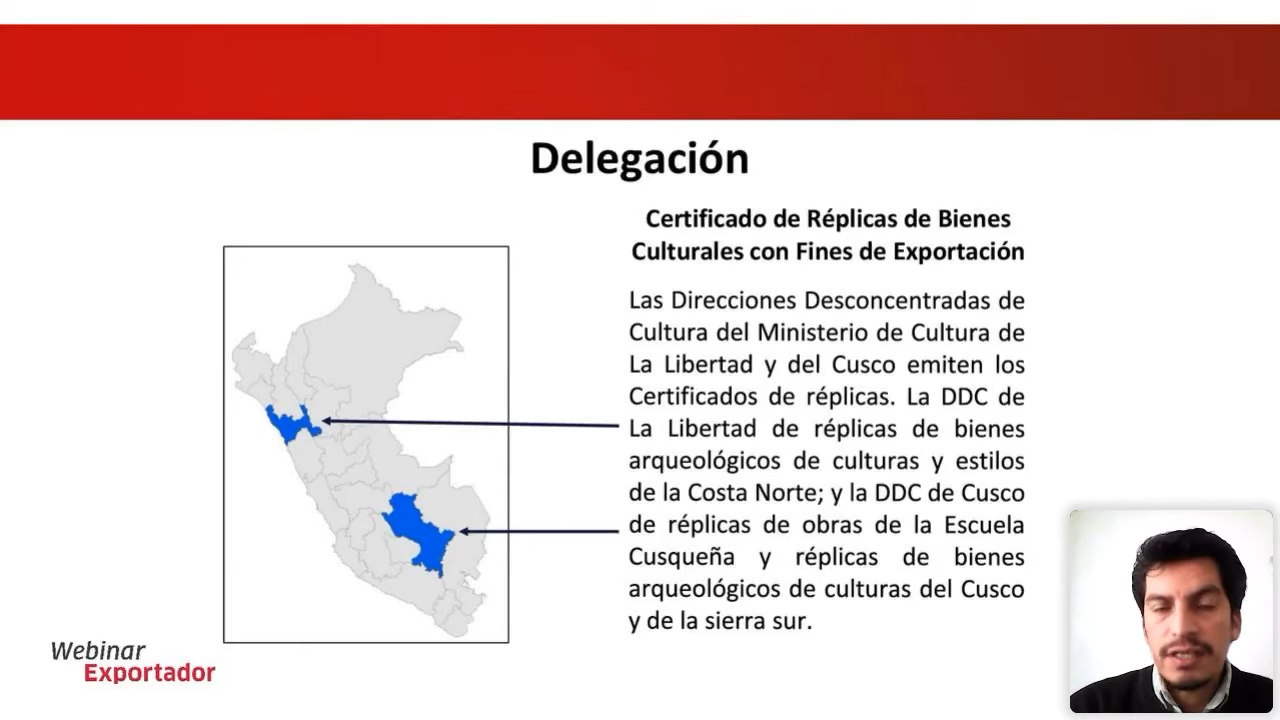 Delegación
Certificado de Réplicas de Bienes
Culturales con Fines de Exportación
Las Direcciones Desconcentradas de
Cultura del Ministerio de Cultura de
La Libertad y del Cusco emiten los
Certificados de réplicas. La DDC de
La Libertad de réplicas de bienes
arqueológicos de culturas y estilos
de la Costa Norte; y la DDC de Cusco
de réplicas de obras de la Escuela
Cusqueña y réplicas de bienes
arqueológicos de culturas del Cusco
y de la sierra sur.
Webinar
Exportador